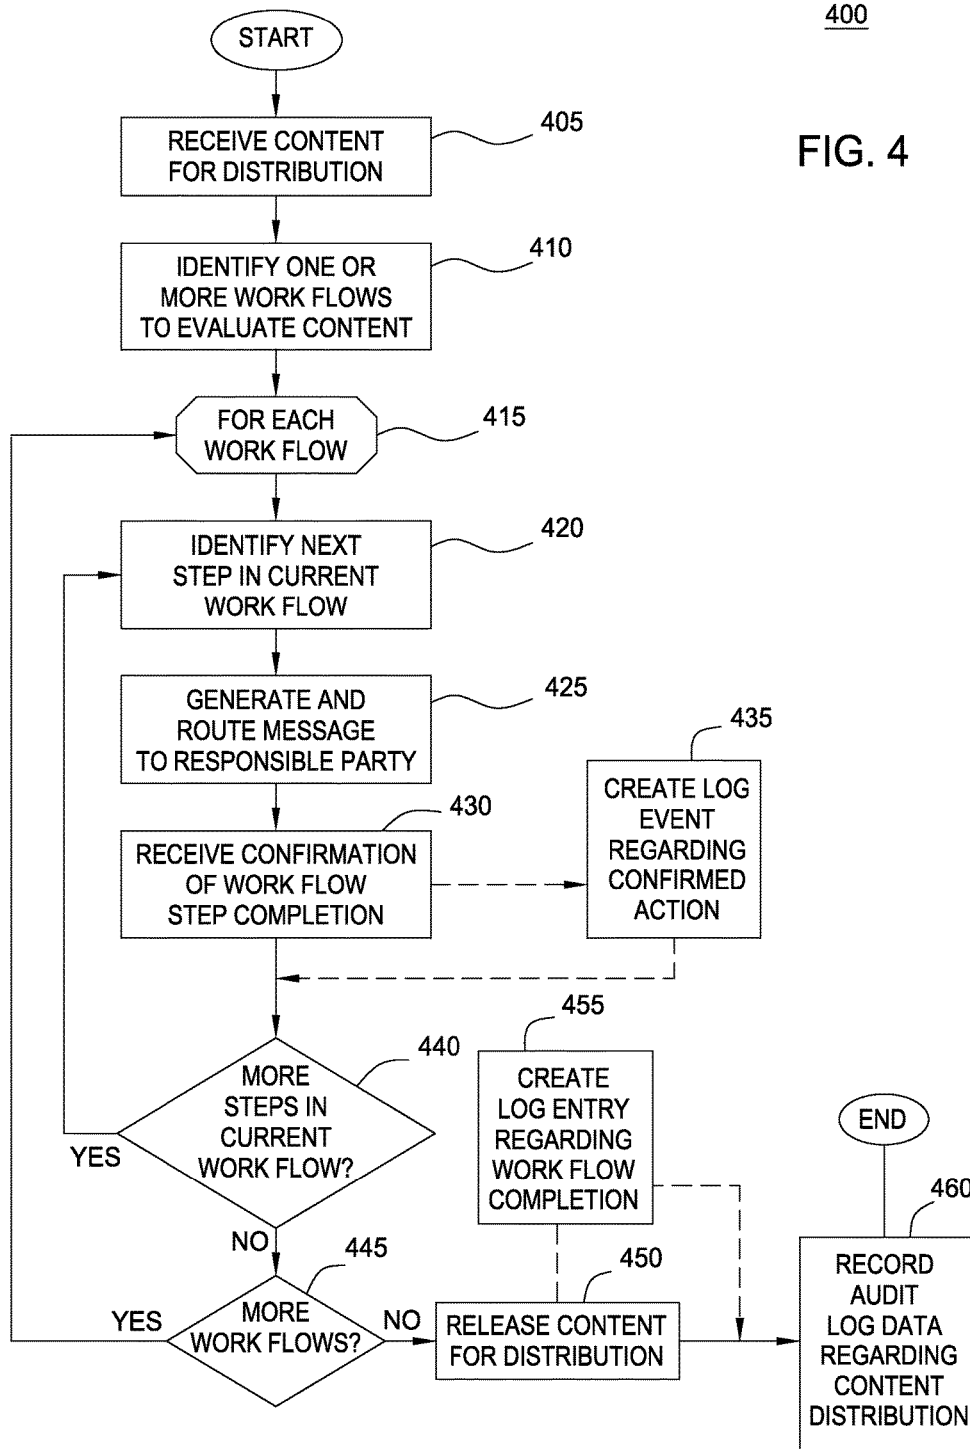 400
START
FIG. 4
RECEIVE CONTENT
FOR DISTRIBUTION
405
IDENTIFY ONE OR
MORE WORK FLOWS
TO EVALUATE CONTENT
410
FOR EACH
WORK FLOW
415
IDENTIFY NEXT
STEP IN CURRENT
WORK FLOW
420
GENERATE AND
ROUTE MESSAGE
TO RESPONSIBLE PARTY
425
RECEIVE CONFIRMATION
OF WORK FLOW
STEP COMPLETION
430
CREATE LOG
EVENT
REGARDING
CONFIRMED
ACTION
435
MORE
STEPS IN
CURRENT
WORK FLOW?
440
YES
NO
MORE
WORK FLOWS?
445
YES
NO
RELEASE CONTENT
FOR DISTRIBUTION
450
CREATE
LOG ENTRY
REGARDING
WORK FLOW
COMPLETION
455
RECORD
AUDIT
LOG DATA
REGARDING
CONTENT
DISTRIBUTION
460
END